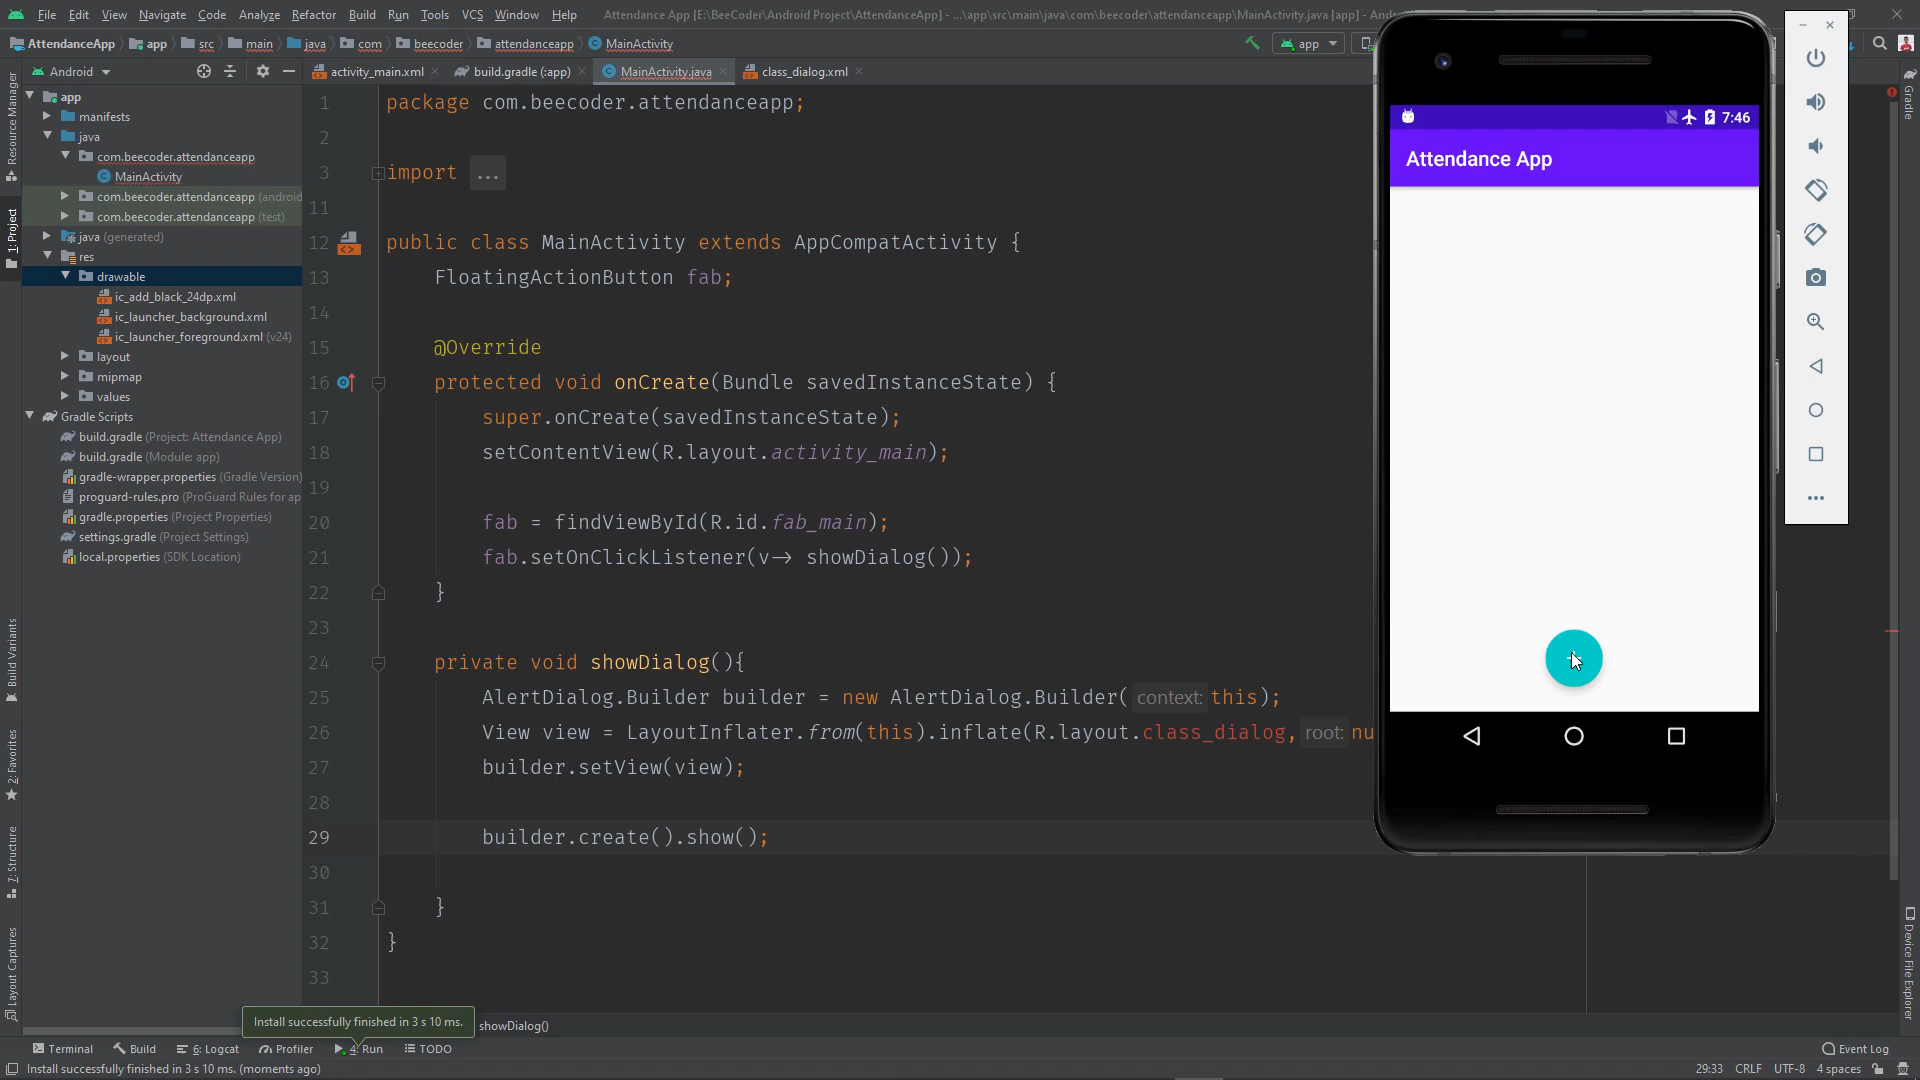 File Edit View Navigate Code Analyze Refactor Build Run Tools VCS Window Help Attendance App [E:\BeeCoder\Android Project\AttendanceApp] - ...\app\src\main\java\com\beecoder\attendanceapp\MainActivity.java [app]
AttendanceApp app src main java com beecoder attendanceapp MainActivity app
Android activity_main.xml build.gradle (:app) MainActivity.java class_dialog.xml
app
manifests
java
com.beecoder.attendanceapp
MainActivity
com.beecoder.attendanceapp (android
com.beecoder.attendanceapp (test)
java (generated)
res
drawable
ic_add_black_24dp.xml
ic_launcher_background.xml
ic_launcher_foreground.xml (v24)
layout
mipmap
values
Gradle Scripts
build.gradle (Project: Attendance App)
build.gradle (Module: app)
gradle-wrapper.properties (Gradle Version)
proguard-rules.pro (ProGuard Rules for ap
gradle.properties (Project Properties)
settings.gradle (Project Settings)
local.properties (SDK Location)
Resource Manager
1: Project
Build Variants
2: Favorites
7: Structure
Layout Captures
1 package com.beecoder.attendanceapp;
2
3 import ...
11
12 public class MainActivity extends AppCompatActivity {
13 FloatingActionButton fab;
14
15 @Override
16 protected void onCreate(Bundle savedInstanceState) {
17 super.onCreate(savedInstanceState);
18 setContentView(R.layout.activity_main);
19
20 fab = findViewById(R.id.fab_main);
21 fab.setOnClickListener(v-> showDialog());
22 }
23
24 private void showDialog(){
25 AlertDialog.Builder builder = new AlertDialog.Builder( context: this);
26 View view = LayoutInflater.from(this).inflate(R.layout.class_dialog, root: nu
27 builder.setView(view);
28
29 builder.create().show();
30
31 }
32 }
33
7:46
Attendance App
Gradle
Device File Explorer
Install successfully finished in 3 s 10 ms.
showDialog()
Terminal Build 6: Logcat Profiler 4: Run TODO Event Log
Install successfully finished in 3 s 10 ms. (moments ago) 29:33 CRLF UTF-8 4 spaces